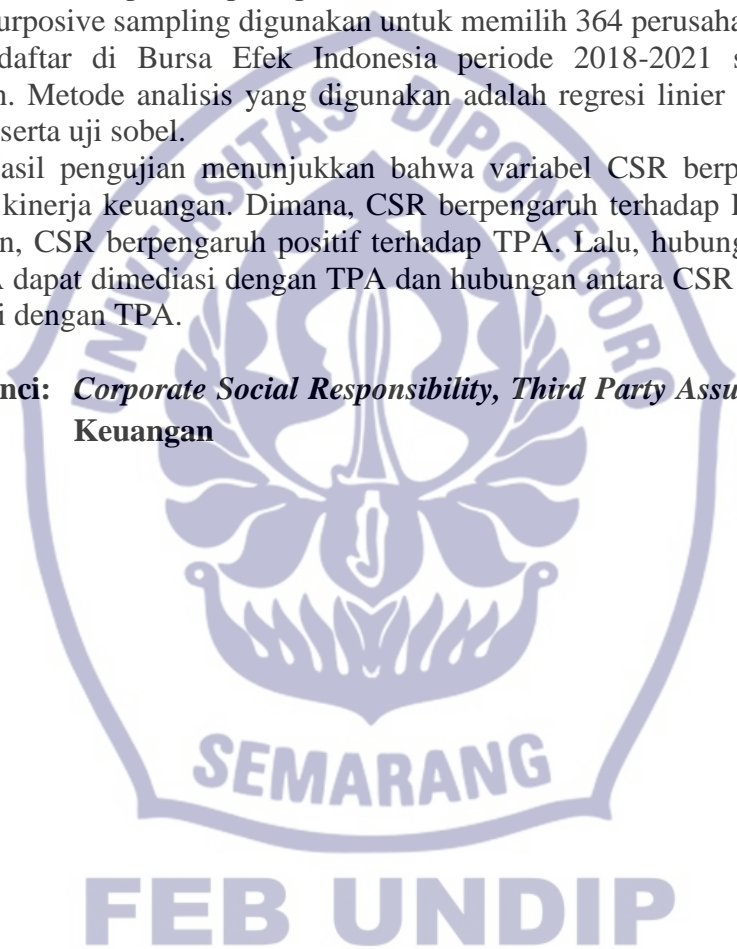 urposive sampling digunakan untuk memilih 364 perusaha
daftar di Bursa Efek Indonesia periode 2018-2021 s
n. Metode analisis yang digunakan adalah regresi linier
serta uji sobel.
asil pengujian menunjukkan bahwa variabel CSR berp
kinerja keuangan. Dimana, CSR berpengaruh terhadap
n, CSR berpengaruh positif terhadap TPA. Lalu, hubung
A dapat dimediasi dengan TPA dan hubungan antara CSR
i dengan TPA.
nci: Corporate Social Responsibility, Third Party Assu
Keuangan
UNIVERSITAS DIPONEGORO
SEMARANG
FEB UNDIP